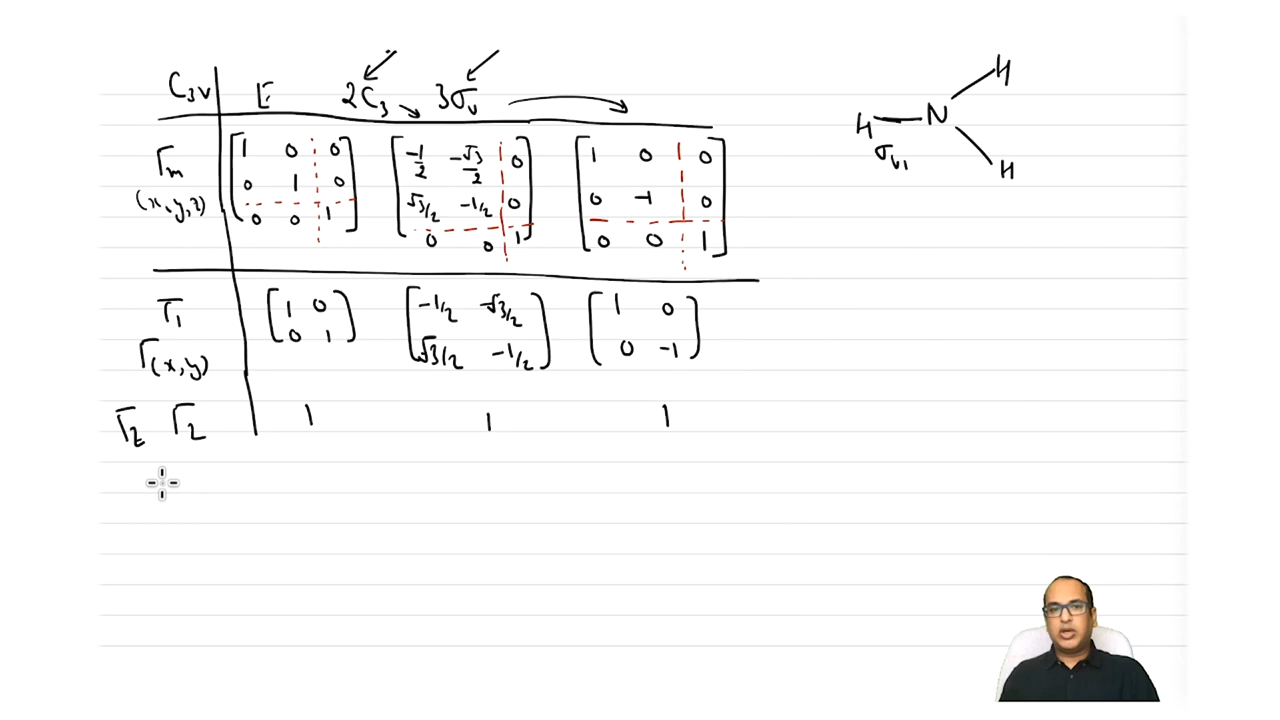 C3v E 2C3 3σv
H
N
H
σv1
H
Γm
(x,y,z)
[1 0 0 [-1/2 -√3/2 0 [1 0 0
0 1 0 √3/2 -1/2 0 0 -1 0
0 0 1] 0 0 1] 0 0 1]
Γ1 [1 0 [-1/2 √3/2 [1 0
Γ(x,y) 0 1] √3/2 -1/2] 0 -1]
Γz Γ2 1 1 1